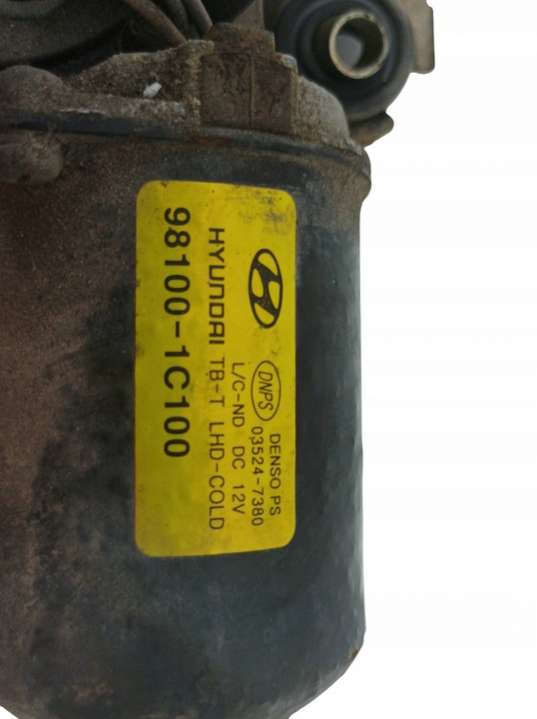 DNPS
DENSO PS
03524-7380
L/C-ND DC 12V
HYUNDAI TB-T LHD-COLD
98100-1C100